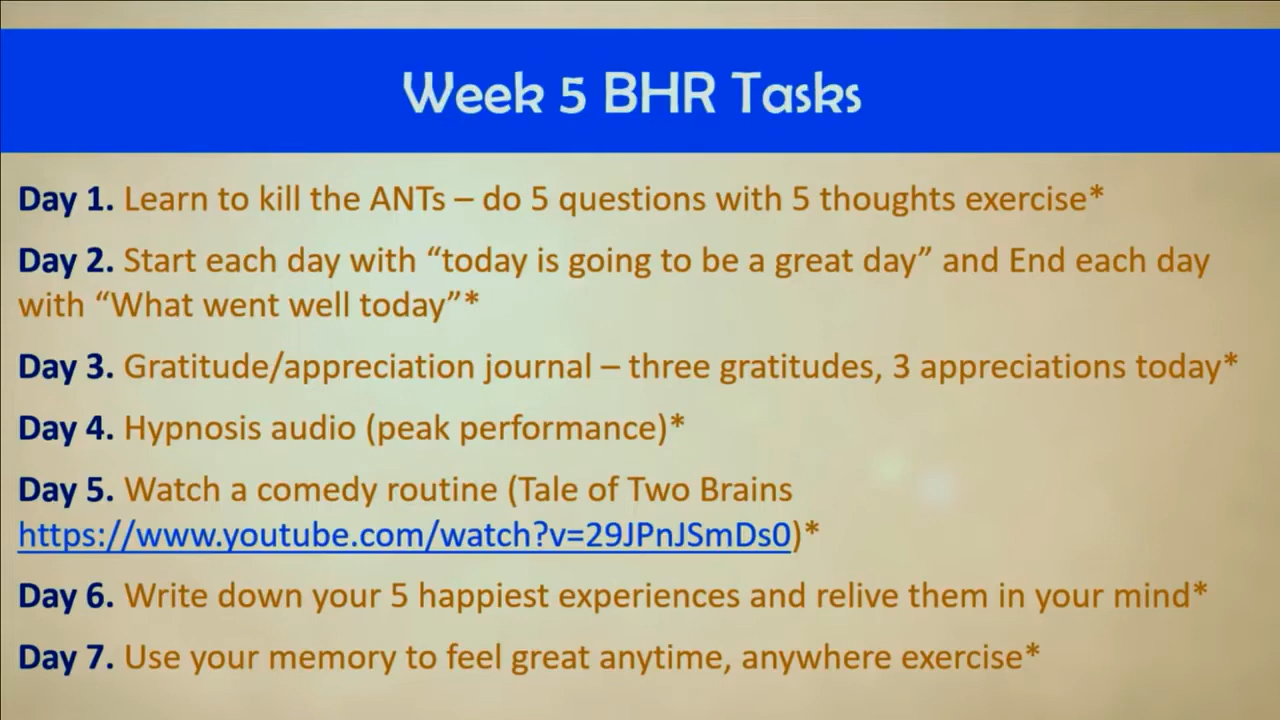 Week 5 BHR Tasks
Day 1. Learn to kill the ANTs – do 5 questions with 5 thoughts exercise*
Day 2. Start each day with “today is going to be a great day” and End each day
with “What went well today”*
Day 3. Gratitude/appreciation journal – three gratitudes, 3 appreciations today*
Day 4. Hypnosis audio (peak performance)*
Day 5. Watch a comedy routine (Tale of Two Brains
https://www.youtube.com/watch?v=29JPnJSmDs0)*
Day 6. Write down your 5 happiest experiences and relive them in your mind*
Day 7. Use your memory to feel great anytime, anywhere exercise*